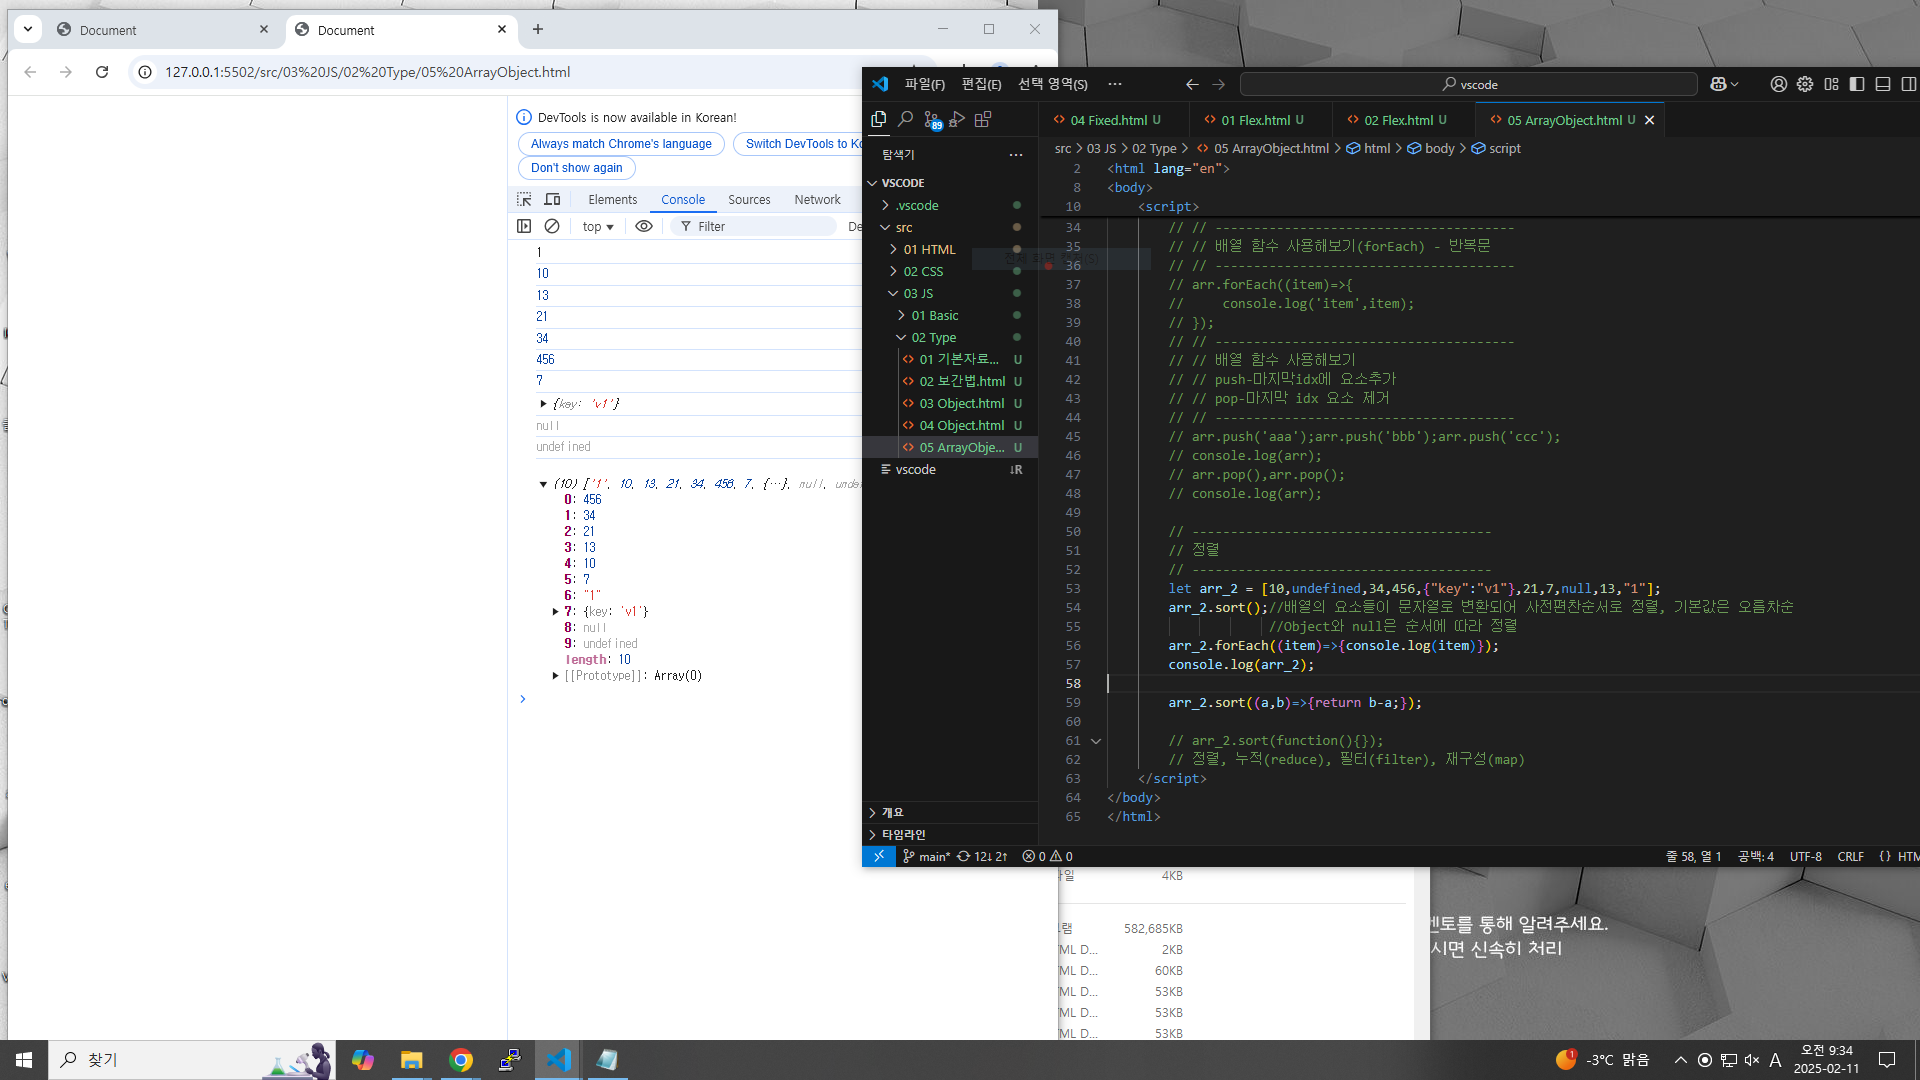 Document
Document
127.0.0.1:5502/src/03%20JS/02%20Type/05%20ArrayObject.html
DevTools is now available in Korean!
Always match Chrome's language
Switch DevTools to Ko
Don't show again
Elements
Console
Sources
Network
top
Filter
De
1
10
13
21
34
456
7
{key: 'v1'}
null
undefined
(10) ['1', 10, 13, 21, 34, 456, 7, {…}, null, undef
0: 456
1: 34
2: 21
3: 13
4: 10
5: 7
6: "1"
7: {key: 'v1'}
8: null
9: undefined
length: 10
[[Prototype]]: Array(0)
파일(F) 편집(E) 선택 영역(S) ···
vscode
89
탐색기
VSCODE
.vscode
src
01 HTML
02 CSS
03 JS
01 Basic
02 Type
01 기본자료... U
02 보간법.html U
03 Object.html U
04 Object.html U
05 ArrayObje... U
vscode ↓R
개요
타임라인
04 Fixed.html U
01 Flex.html U
02 Flex.html U
05 ArrayObject.html U
src > 03 JS > 02 Type > 05 ArrayObject.html > html > body > script
2 <html lang="en">
8 <body>
10 <script>
34 // // ---------------------------------------
35 // // 배열 함수 사용해보기(forEach) - 반복문
36 // // ---------------------------------------
37 // arr.forEach((item)=>{
38 //     console.log('item',item);
39 // });
40 // // ---------------------------------------
41 // // 배열 함수 사용해보기
42 // // push-마지막idx에 요소추가
43 // // pop-마지막 idx 요소 제거
44 // // ---------------------------------------
45 // arr.push('aaa');arr.push('bbb');arr.push('ccc');
46 // console.log(arr);
47 // arr.pop(),arr.pop();
48 // console.log(arr);
49
50 // ---------------------------------------
51 // 정렬
52 // ---------------------------------------
53 let arr_2 = [10,undefined,34,456,{"key":"v1"},21,7,null,13,"1"];
54 arr_2.sort();//배열의 요소들이 문자열로 변환되어 사전편찬순서로 정렬, 기본값은 오름차순
55 //Object와 null은 순서에 따라 정렬
56 arr_2.forEach((item)=>{console.log(item)});
57 console.log(arr_2);
58
59 arr_2.sort((a,b)=>{return b-a;});
60
61 // arr_2.sort(function(){});
62 // 정렬, 누적(reduce), 필터(filter), 재구성(map)
63 </script>
64 </body>
65 </html>
main* 12↓ 2↑ 0 0
줄 58, 열 1 공백: 4 UTF-8 CRLF {} HTM
4KB
582,685KB
ML D... 2KB
ML D... 60KB
ML D... 53KB
ML D... 53KB
ML D... 53KB
멘토를 통해 알려주세요.
시면 신속히 처리
찾기
1
-3°C 맑음
A
오전 9:34
2025-02-11